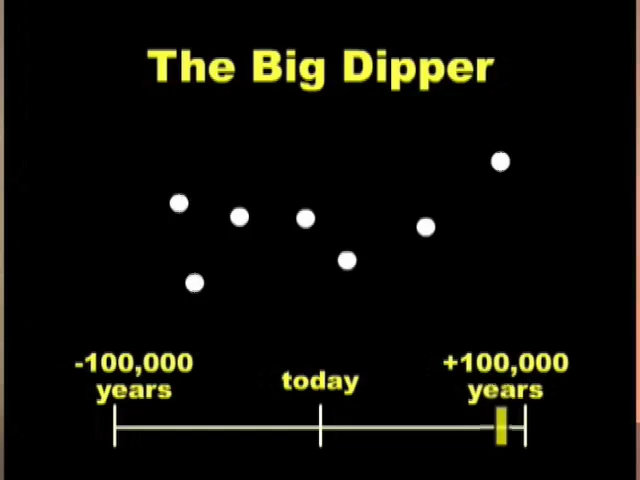 The Big Dipper
-100,000
years
today
+100,000
years